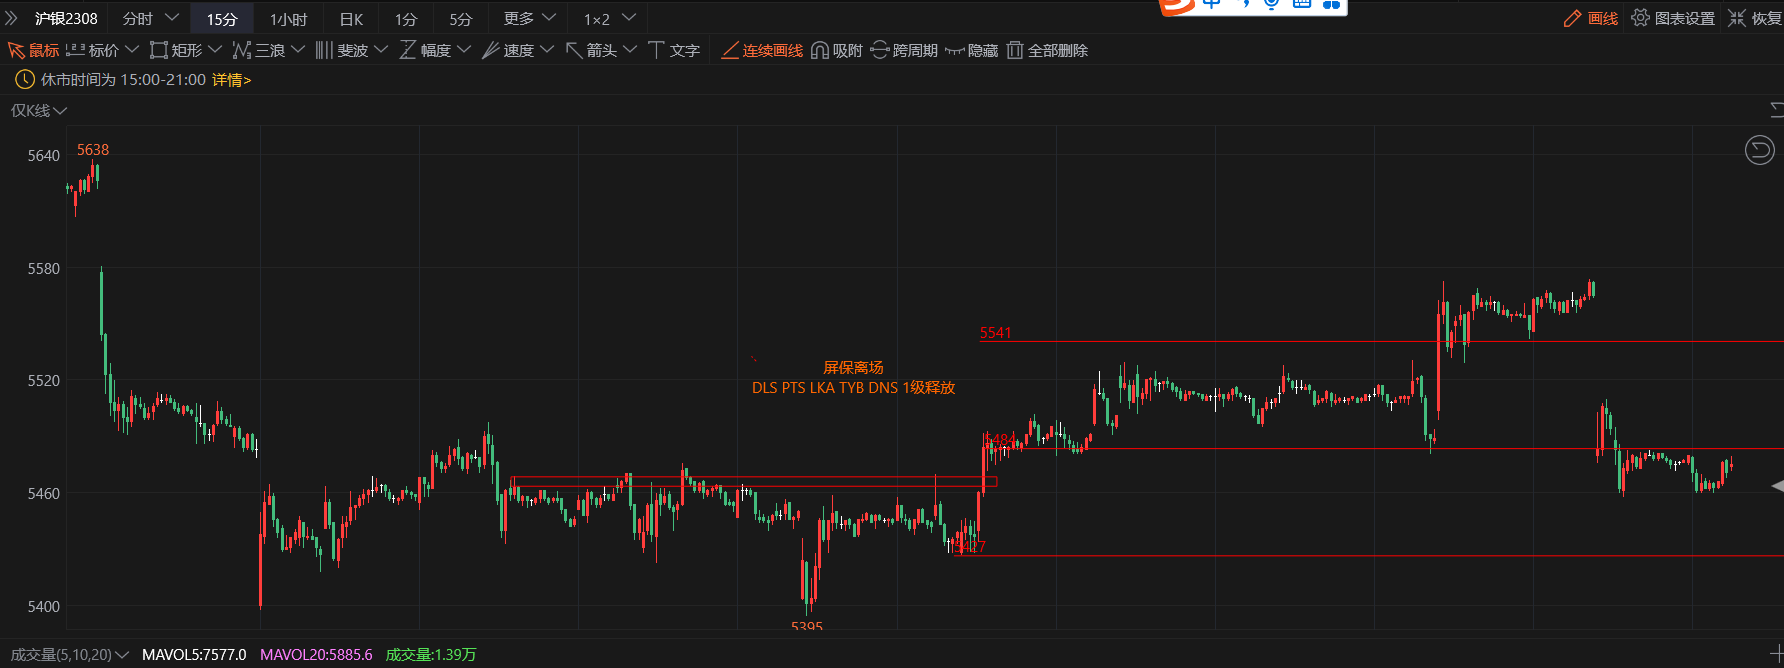 沪银2308 分时 15分 1小时 日K 1分 5分 更多 1×2 中 画线 图表设置 恢复
鼠标 标价 矩形 三浪 斐波 幅度 速度 箭头 文字 连续画线 吸附 跨周期 隐藏 全部删除
休市时间为 15:00-21:00 详情>
仅K线
5638
5640
5580
5541
屏保离场
5520
DLS PTS LKA TYB DNS 1级释放
5484
5460
5427
5400
5395
成交量(5,10,20) MAVOL5:7577.0 MAVOL20:5885.6 成交量:1.39万